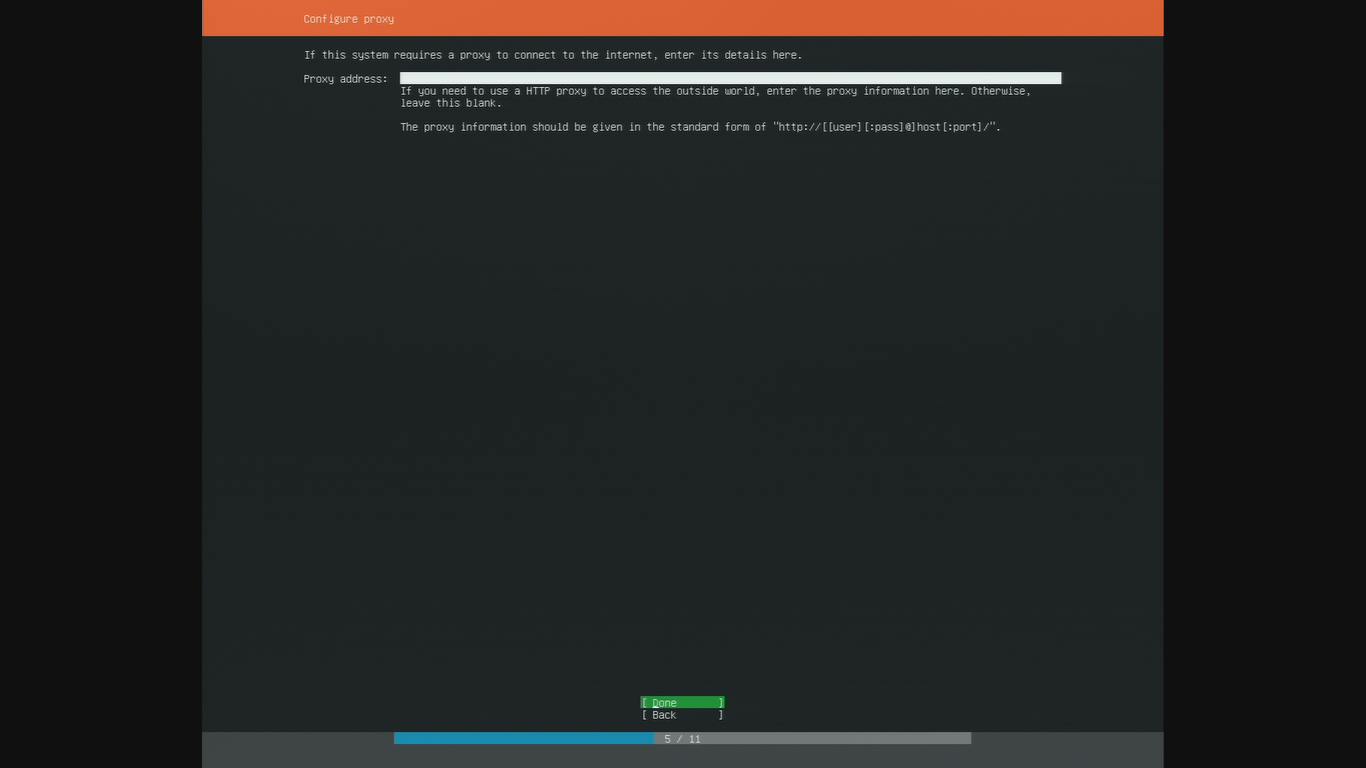 Configure proxy
If this system requires a proxy to connect to the internet, enter its details here.
Proxy address:
If you need to use a HTTP proxy to access the outside world, enter the proxy information here. Otherwise,
leave this blank.
The proxy information should be given in the standard form of "http://[[user][:pass]@]host[:port]/".
[ Done ]
[ Back ]
5 / 11